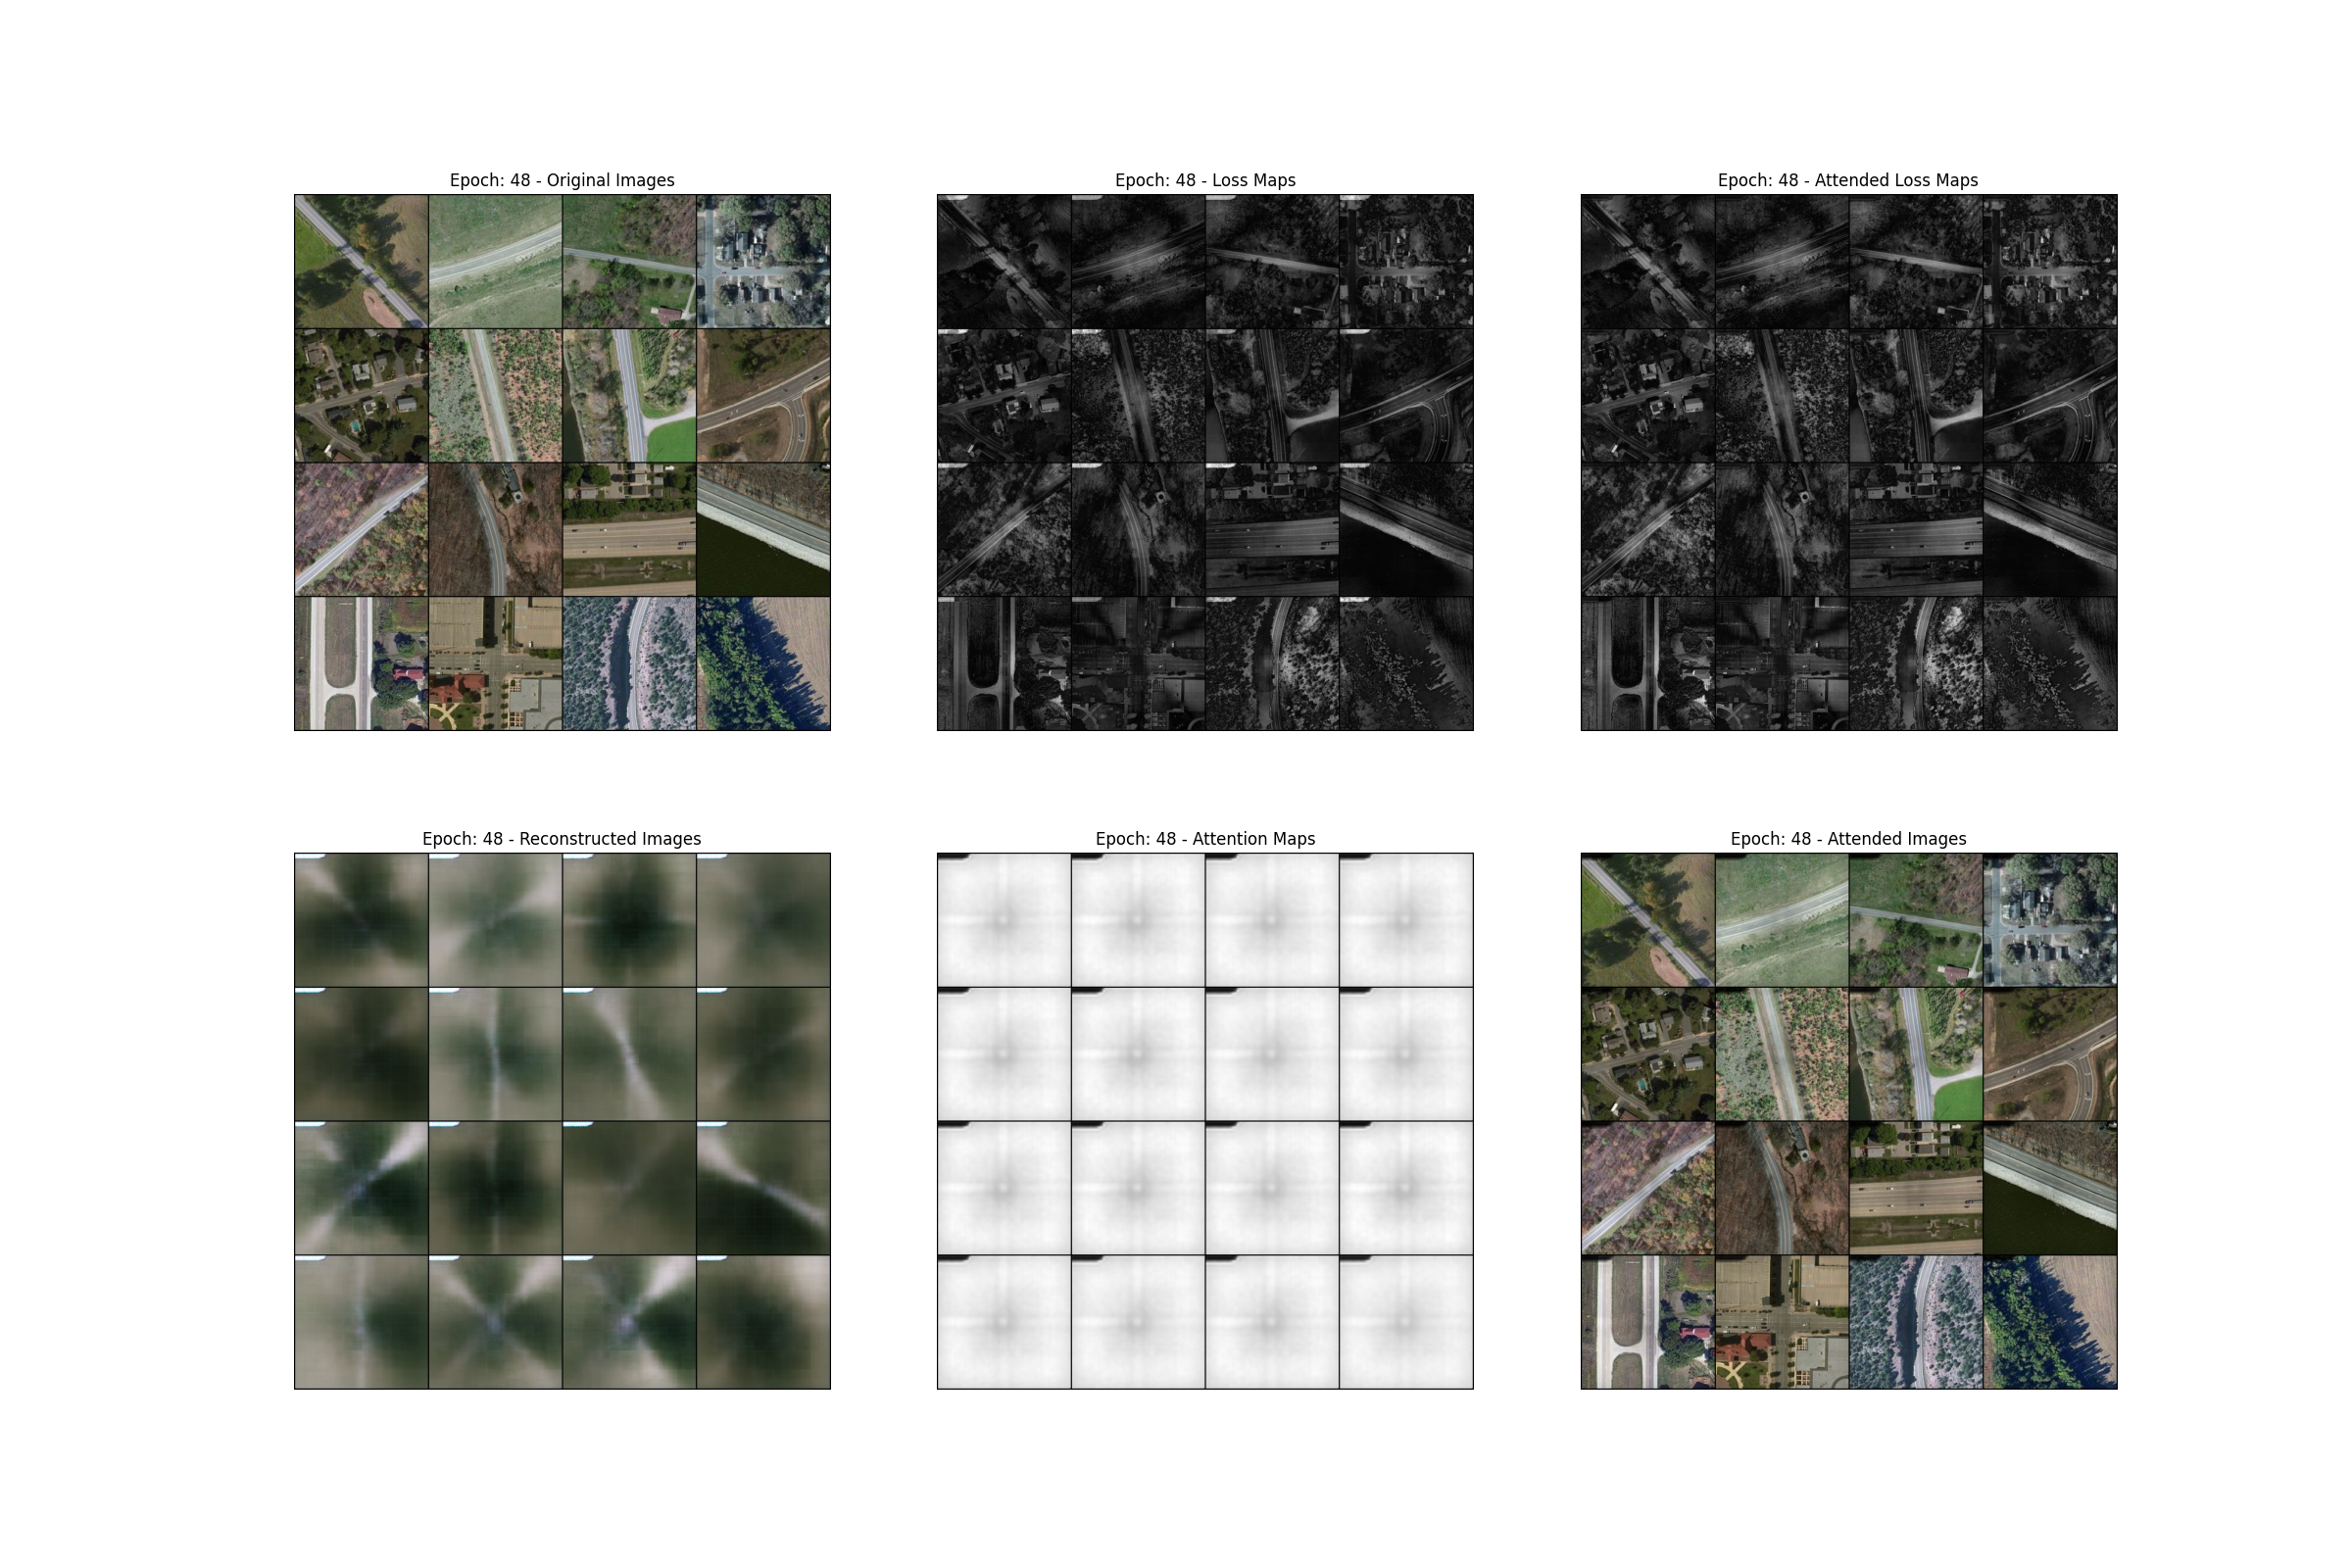 Epoch: 48 - Original Images
Epoch: 48 - Loss Maps
Epoch: 48 - Attended Loss Maps
Epoch: 48 - Reconstructed Images
Epoch: 48 - Attention Maps
Epoch: 48 - Attended Images